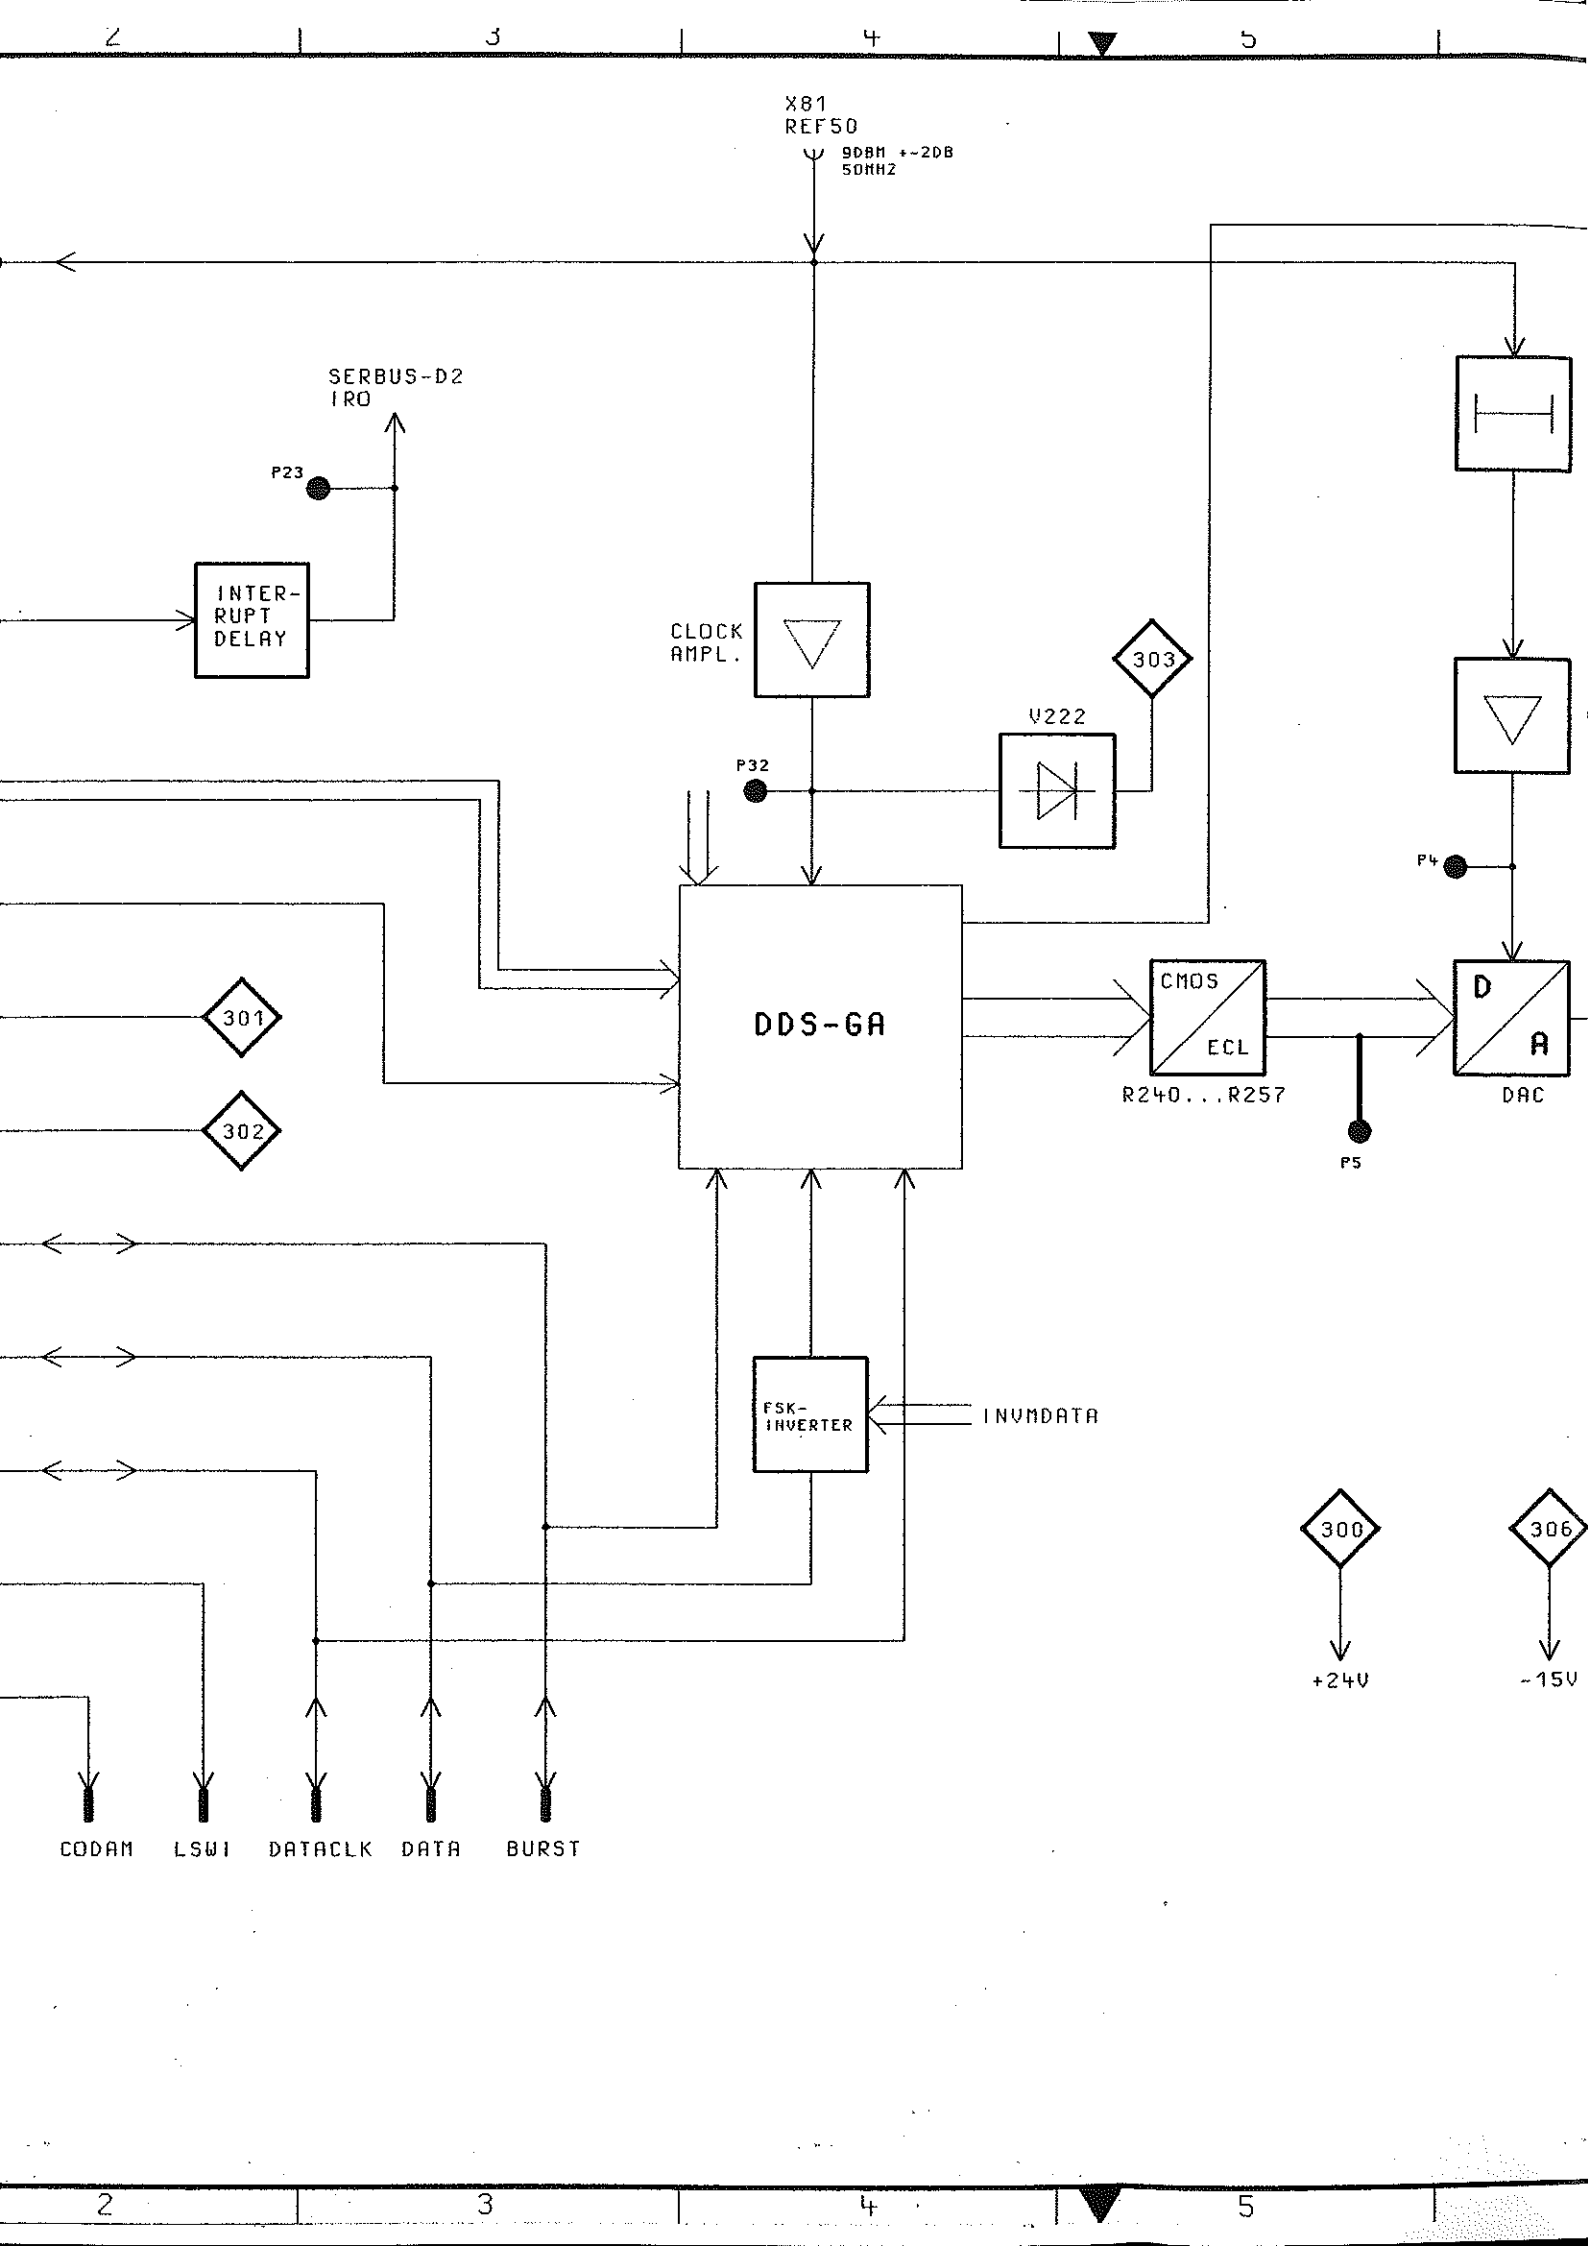 2 3 4 5
X81
REF50
9DBM +-2DB
50MHZ
SERBUS-D2
IRQ
P23
INTER-
RUPT
DELAY
CLOCK
AMPL.
303
V222
P32
P4
301
DDS-GA
CMOS
ECL
D
A
R240...R257
DAC
302
P5
FSK-
INVERTER
INVMDATA
300
306
+24V
-15V
CODAM
LSW1
DATACLK
DATA
BURST
2 3 4 5